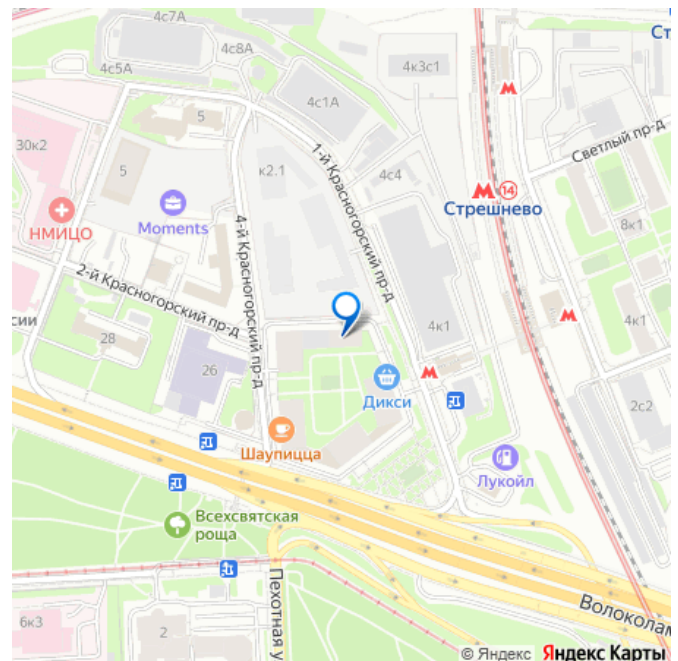 4с7А
Ст
4с8А
4с5А
4к3с1
4с1А
5
Светлый пр-д
30к2
5
к2.1
1-й Красногорский пр-д
4с4
14
Стрешнево
НМИЦО
Moments
8к1
4-й Красногорский пр-д
2-й Красногорский пр-д
сии
28
4к1
4к1
26
Дикси
2с2
Шаупицца
Лукойл
Всехсвятская
роща
Пехотная у
Волоколам
6к3
2
© Яндекс Яндекс Карты